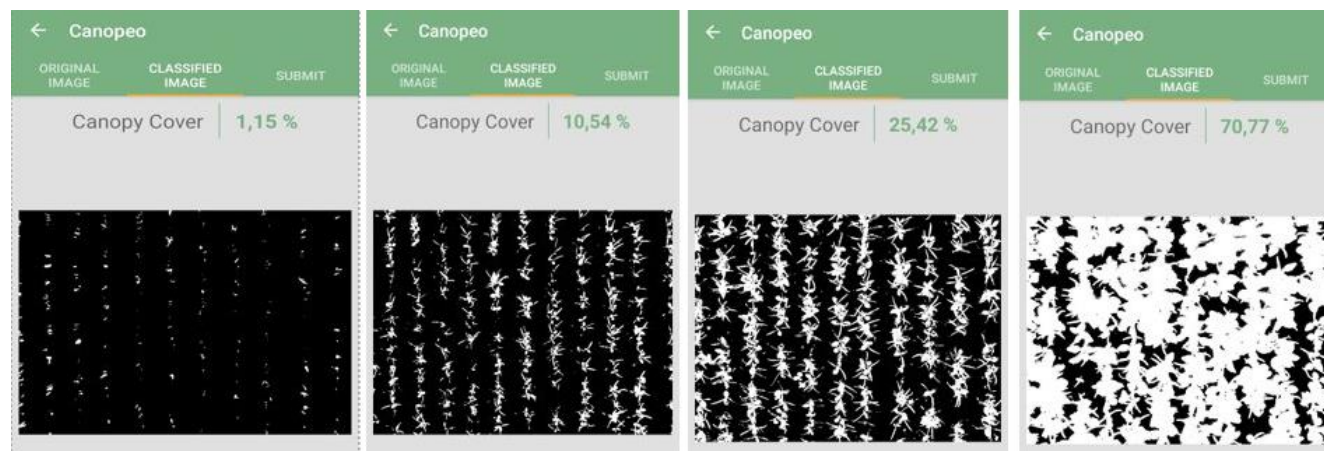 ← Canopeo
ORIGINAL IMAGE
CLASSIFIED IMAGE
SUBMIT
Canopy Cover 1,15 %
← Canopeo
ORIGINAL IMAGE
CLASSIFIED IMAGE
SUBMIT
Canopy Cover 10,54 %
← Canopeo
ORIGINAL IMAGE
CLASSIFIED IMAGE
SUBMIT
Canopy Cover 25,42 %
← Canopeo
ORIGINAL IMAGE
CLASSIFIED IMAGE
SUBMIT
Canopy Cover 70,77 %